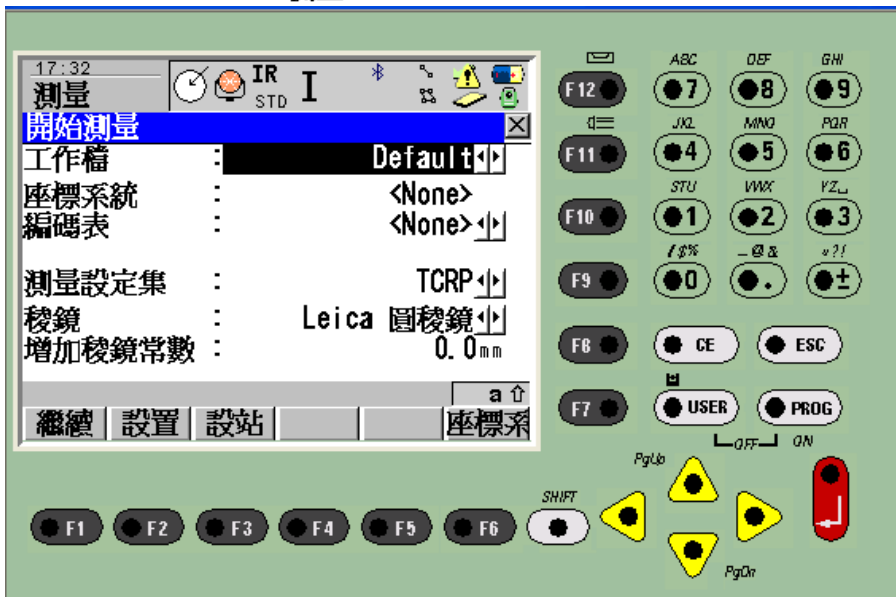 17:32
測量
IR
STD
I
開始測量
工作檔 : Default
座標系統 : <None>
編碼表 : <None>
測量設定集 : TCRP
稜鏡 : Leica 圓稜鏡
增加稜鏡常數 : 0.0mm
a
繼續 設置 設站 座標系
F12
ABC DEF GHI
7 8 9
F11
JKL MNO PQR
4 5 6
F10
STU VWX YZ
1 2 3
F9
/$% _@& *?!
0 . ±
F8
CE
ESC
F7
USER
PROG
OFF
ON
PgUp
SHIFT
F1 F2 F3 F4 F5 F6
PgDn